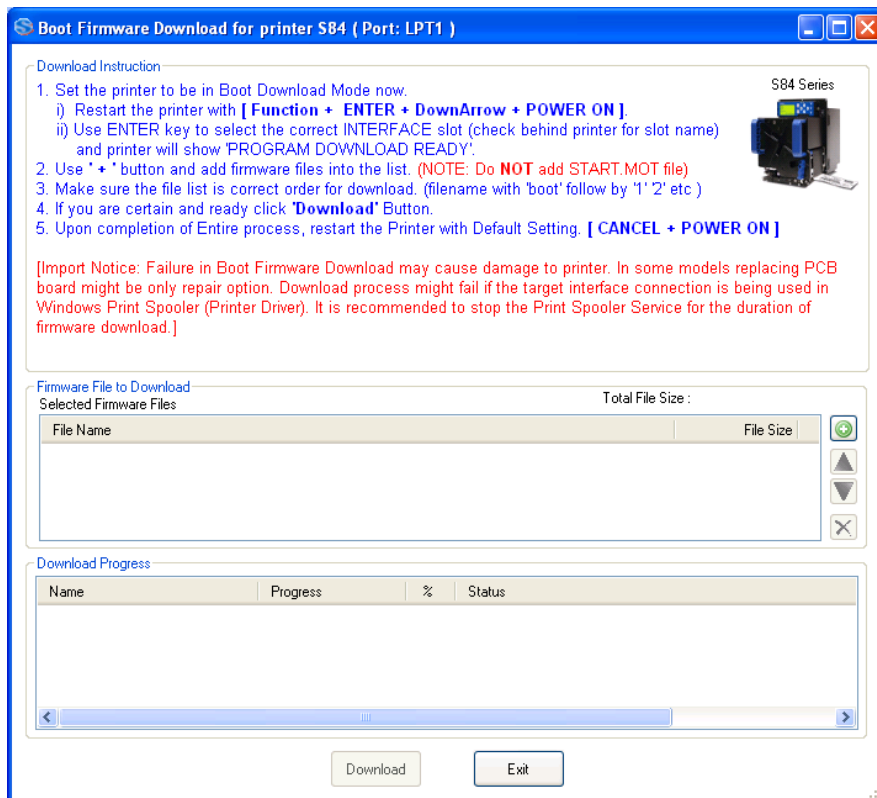 Boot Firmware Download for printer S84 ( Port: LPT1 )
Download Instruction
1. Set the printer to be in Boot Download Mode now.
i) Restart the printer with [ Function + ENTER + DownArrow + POWER ON ].
ii) Use ENTER key to select the correct INTERFACE slot (check behind printer for slot name)
and printer will show 'PROGRAM DOWNLOAD READY'.
2. Use ' + ' button and add firmware files into the list. (NOTE: Do NOT add START.MOT file)
3. Make sure the file list is correct order for download. (filename with 'boot' follow by '1' '2' etc )
4. If you are certain and ready click 'Download' Button.
5. Upon completion of Entire process, restart the Printer with Default Setting. [ CANCEL + POWER ON ]
S84 Series
[Import Notice: Failure in Boot Firmware Download may cause damage to printer. In some models replacing PCB
board might be only repair option. Download process might fail if the target interface connection is being used in
Windows Print Spooler (Printer Driver). It is recommended to stop the Print Spooler Service for the duration of
firmware download.]
Firmware File to Download
Selected Firmware Files
Total File Size :
File Name File Size
Download Progress
Name Progress % Status
Download Exit